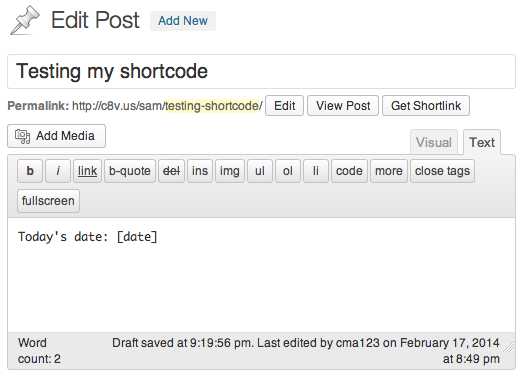 Edit Post Add New
Testing my shortcode
Permalink: http://c8v.us/sam/testing-shortcode/ Edit View Post Get Shortlink
Add Media Visual Text
b i link b-quote del ins img ul ol li code more close tags
fullscreen
Today's date: [date]
Word Draft saved at 9:19:56 pm. Last edited by cma123 on February 17, 2014
count: 2 at 8:49 pm